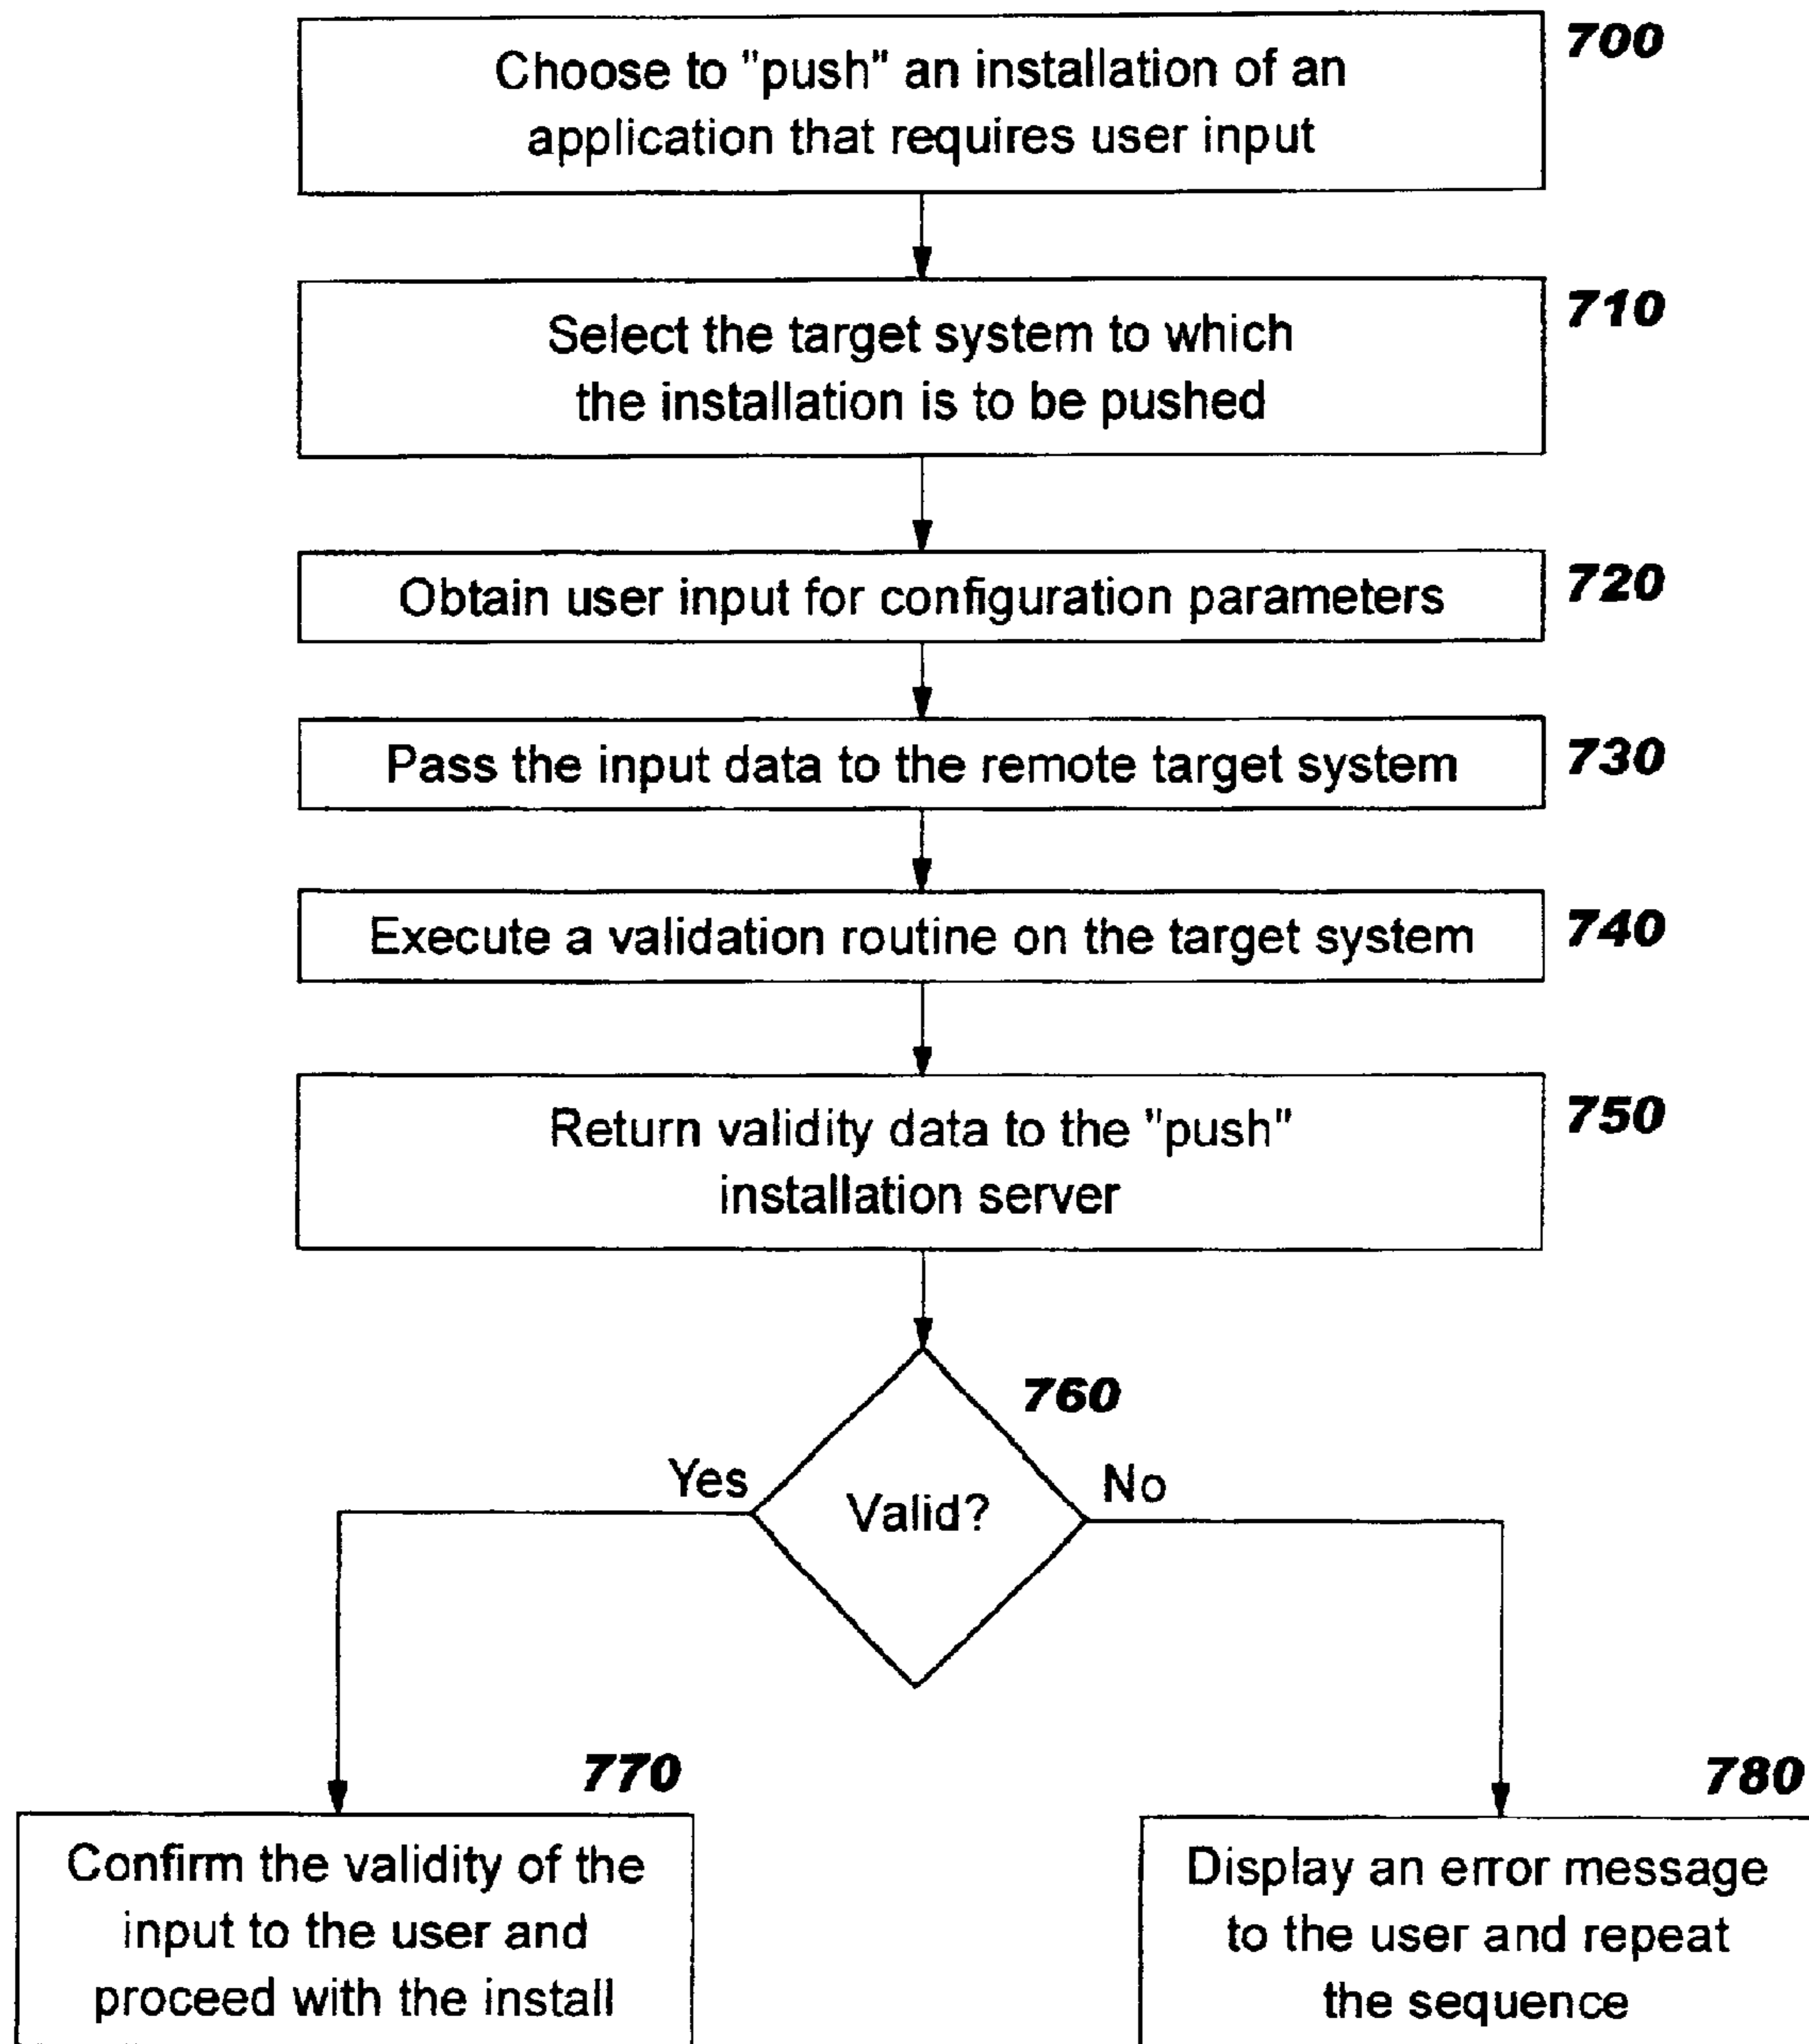 Choose to "push" an installation of an
application that requires user input
700
Select the target system to which
the installation is to be pushed
710
Obtain user input for configuration parameters
720
Pass the input data to the remote target system
730
Execute a validation routine on the target system
740
Return validity data to the "push"
installation server
750
760
Yes
Valid?
No
770
Confirm the validity of the
input to the user and
proceed with the install
780
Display an error message
to the user and repeat
the sequence